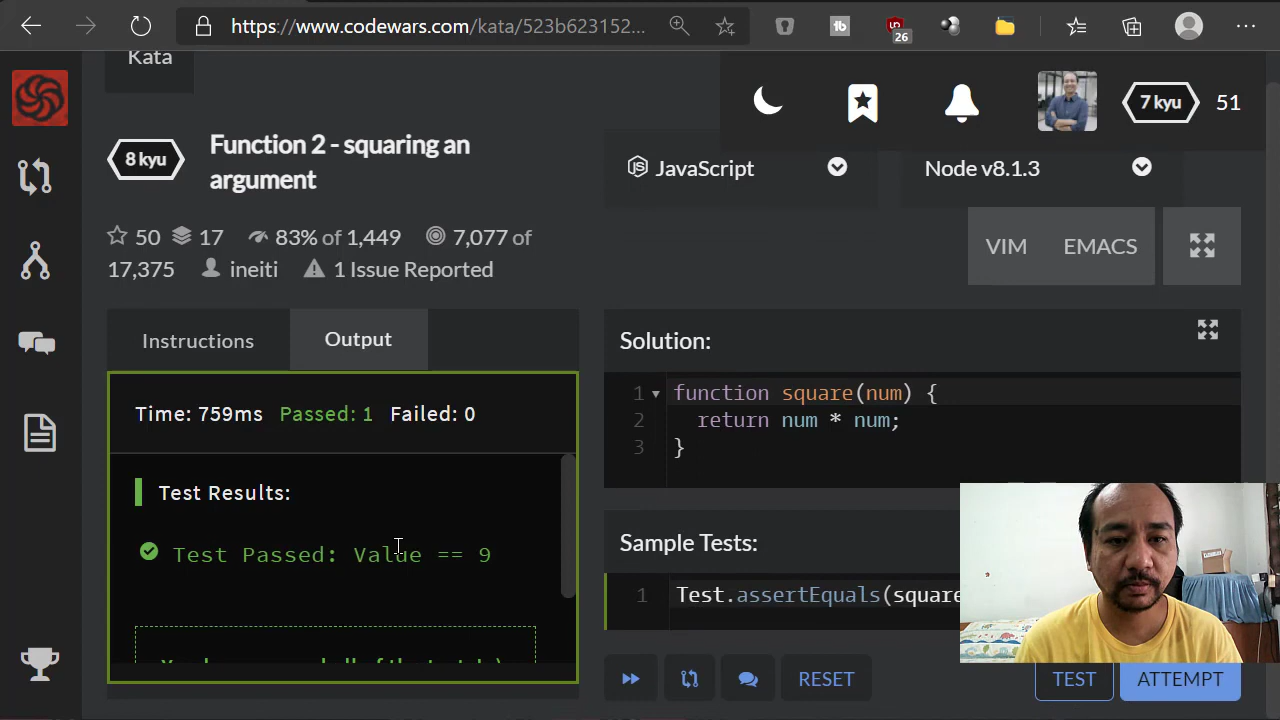 https://www.codewars.com/kata/523b623152...
26
Kata
7 kyu 51
8 kyu
Function 2 - squaring an
argument
JavaScript
Node v8.1.3
50 17 83% of 1,449 7,077 of
17,375 ineiti 1 Issue Reported
VIM EMACS
Instructions Output
Time: 759ms Passed: 1 Failed: 0
Test Results:
Test Passed: Value == 9
Solution:
1 function square(num) {
2 return num * num;
3 }
Sample Tests:
1 Test.assertEquals(square
RESET
TEST
ATTEMPT